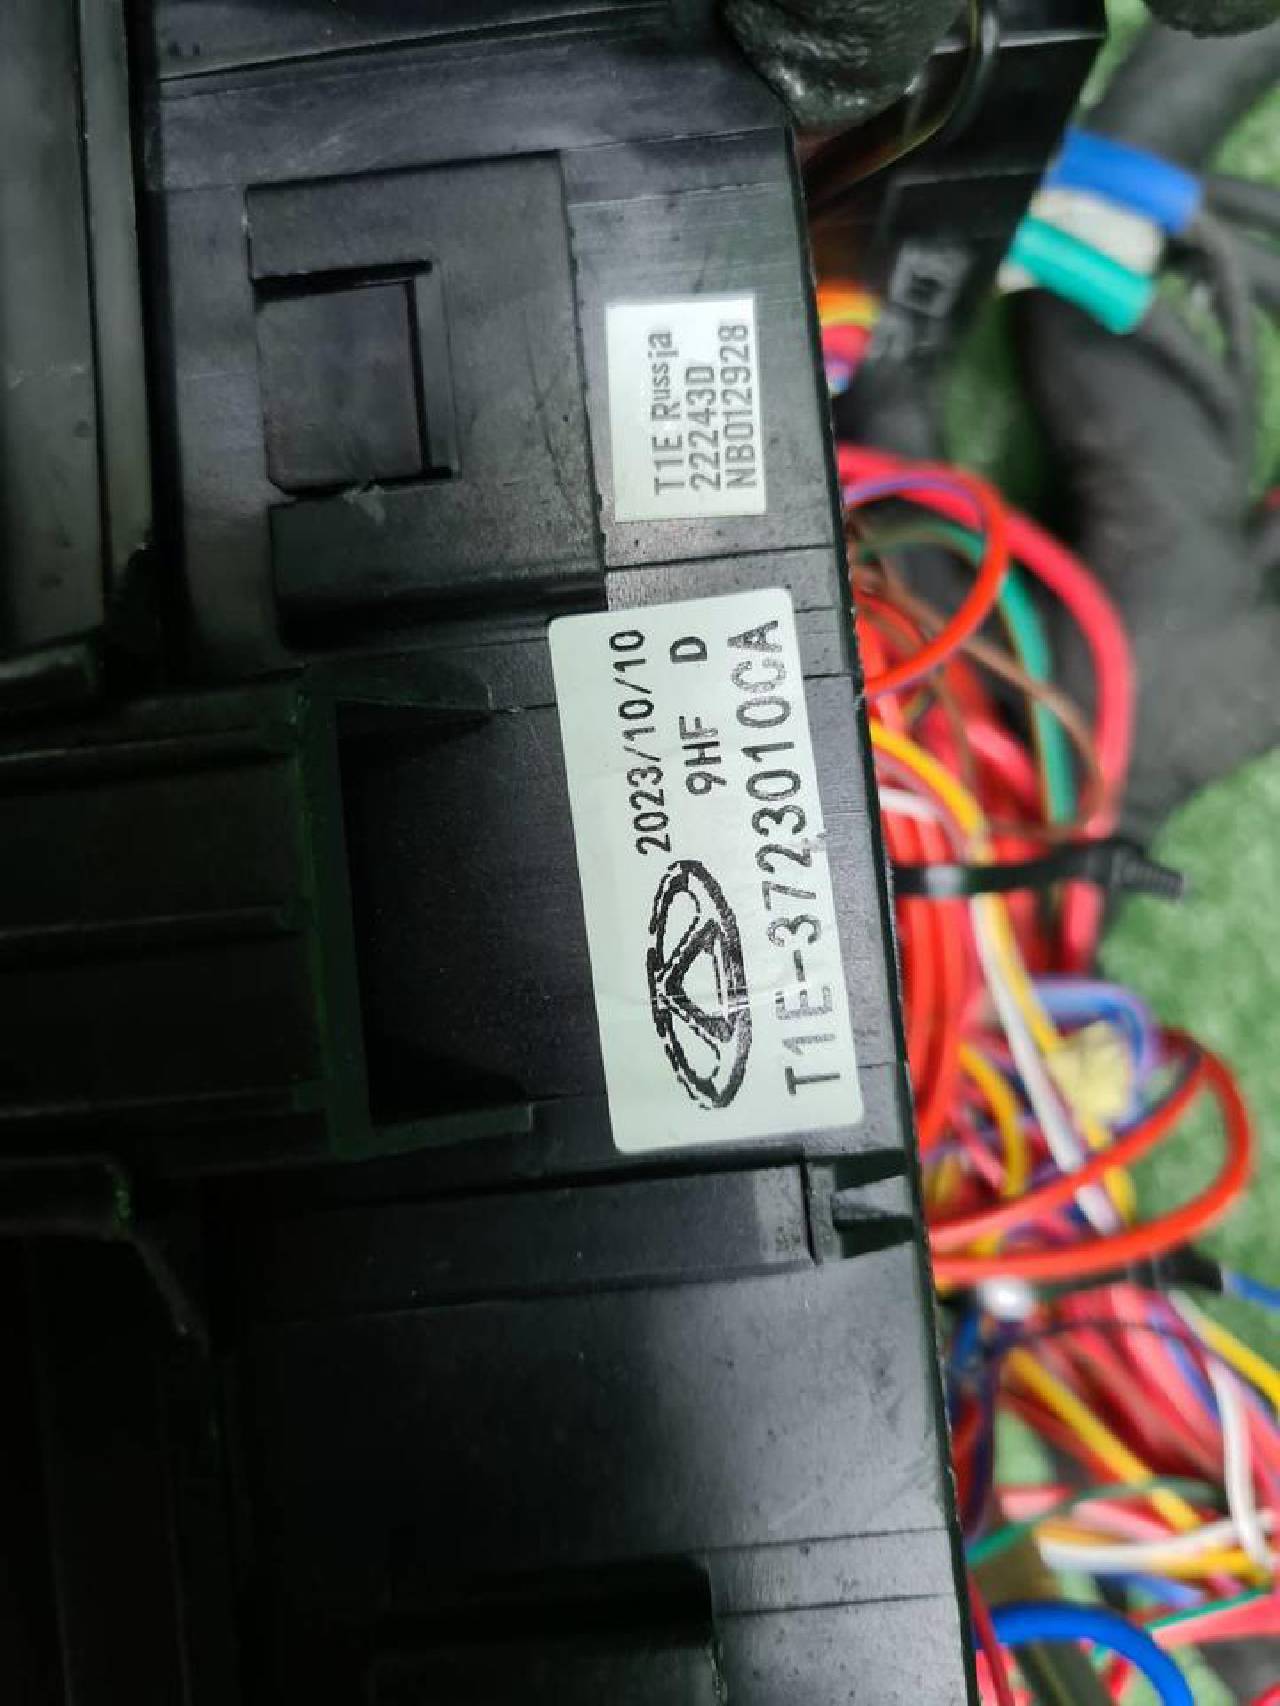 T1E Russia
22243D
NB012928
2023/10/10
9HF D
T1E-3723010CA